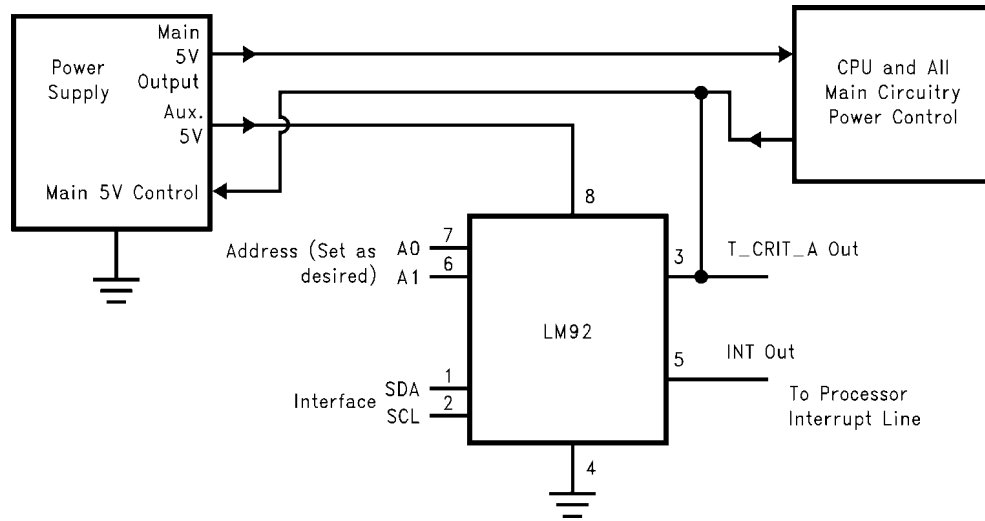 Main
5V
Output
Power
Supply
Aux.
5V
Main 5V Control
CPU and All
Main Circuitry
Power Control
8
Address (Set as
desired)
A0
7
A1
6
3
T_CRIT_A Out
LM92
5
INT Out
Interface
SDA
1
SCL
2
To Processor
Interrupt Line
4